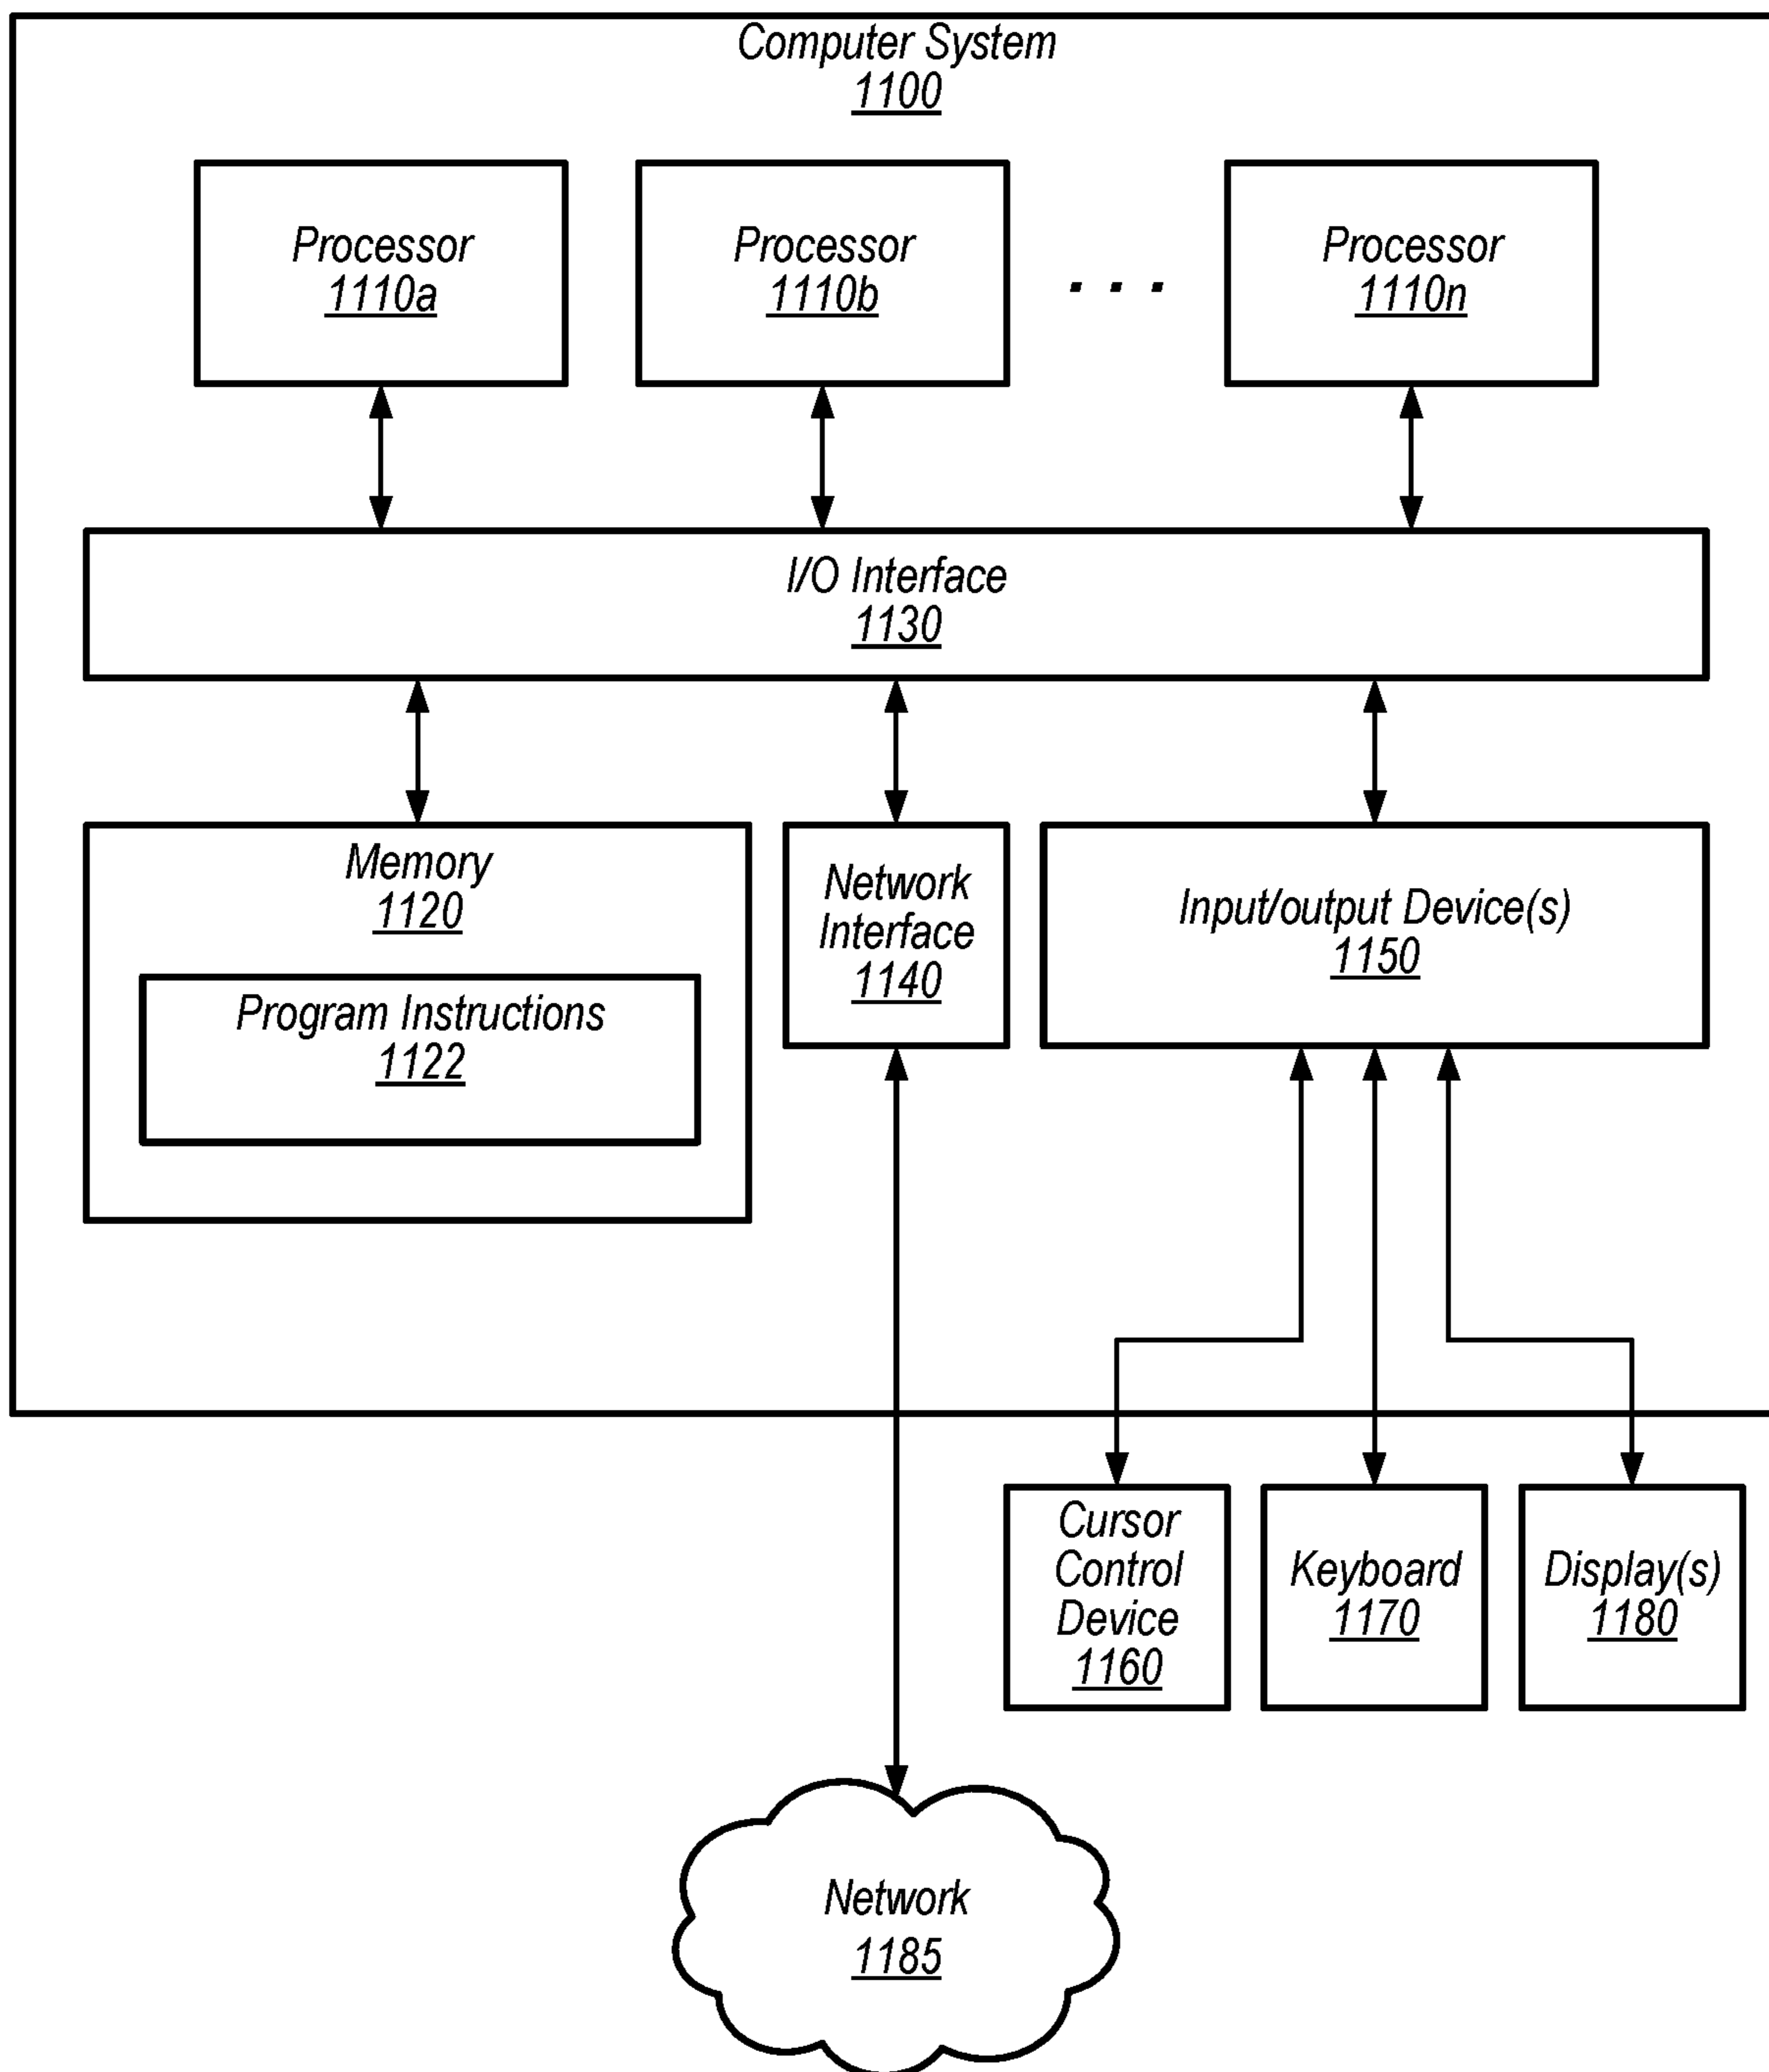 Computer System
1100
Processor
1110a
Processor
1110b
. . .
Processor
1110n
I/O Interface
1130
Memory
1120
Program Instructions
1122
Network
Interface
1140
Input/output Device(s)
1150
Cursor
Control
Device
1160
Keyboard
1170
Display(s)
1180
Network
1185